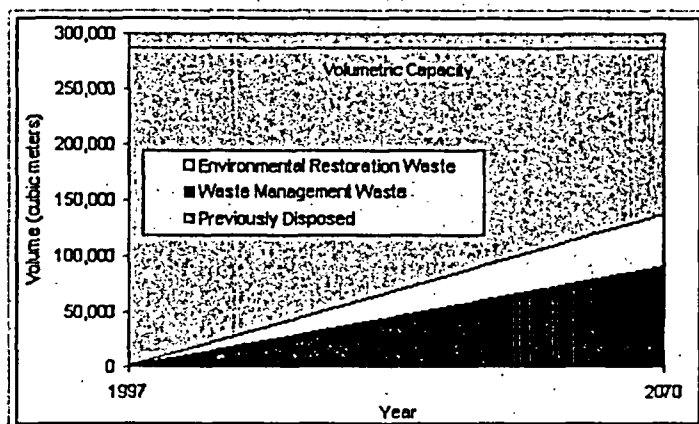 300,000
Volumetric Capacity
250,000
200,000
Environmental Restoration Waste
Waste Management Waste
Previously Disposed
150,000
100,000
50,000
0
Volume (cubic meters)
1997
2070
Year